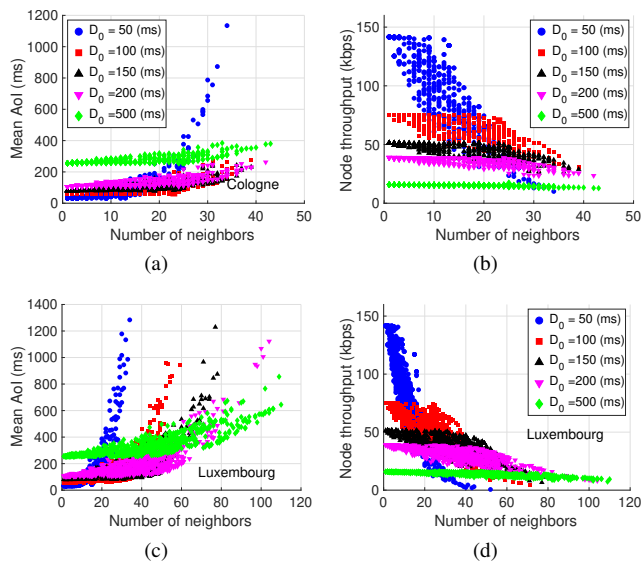 1200
1000
800
600
400
200
0
Mean AoI (ms)
D0 = 50 (ms)
D0 =100 (ms)
D0 =150 (ms)
D0 =200 (ms)
D0 =500 (ms)
Cologne
0 10 20 30 40 50
Number of neighbors
(a)
150
100
50
0
Node throughput (kbps)
D0 = 50 (ms)
D0 =100 (ms)
D0 =150 (ms)
D0 =200 (ms)
D0 =500 (ms)
0 10 20 30 40 50
Number of neighbors
(b)
1400
1200
1000
800
600
400
200
0
Mean AoI (ms)
Luxembourg
0 20 40 60 80 100 120
Number of neighbors
(c)
150
100
50
0
Node throughput (kbps)
D0 = 50 (ms)
D0 =100 (ms)
D0 =150 (ms)
D0 =200 (ms)
D0 =500 (ms)
Luxembourg
0 20 40 60 80 100 120
Number of neighbors
(d)